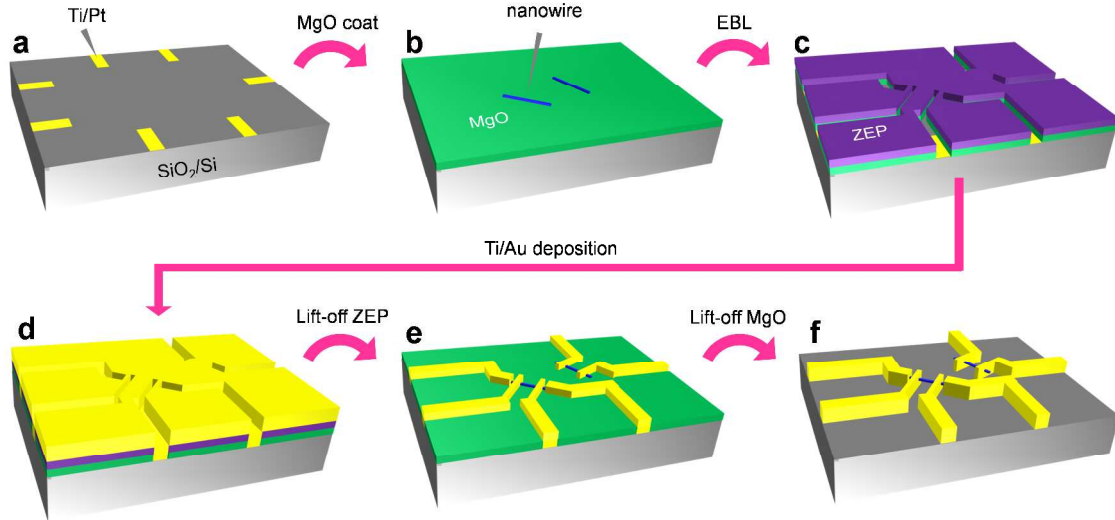 Ti/Pt
a
MgO coat
nanowire
b
EBL
c
MgO
ZEP
SiO₂/Si
Ti/Au deposition
d
Lift-off ZEP
e
Lift-off MgO
f